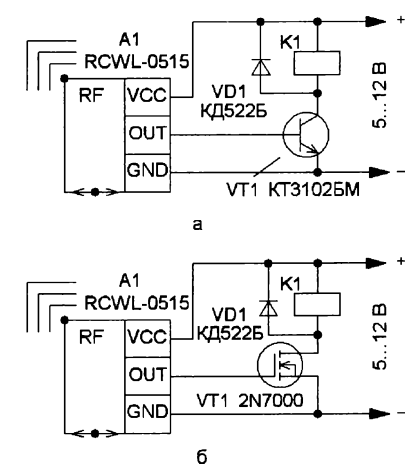 A1
K1
+
RCWL-0515
RF
VCC
VD1
КД522Б
5...12 В
OUT
GND
–
VT1 КТ3102БМ
а
A1
K1
+
RCWL-0515
RF
VCC
VD1
КД522Б
5...12 В
OUT
VT1 2N7000
GND
–
б